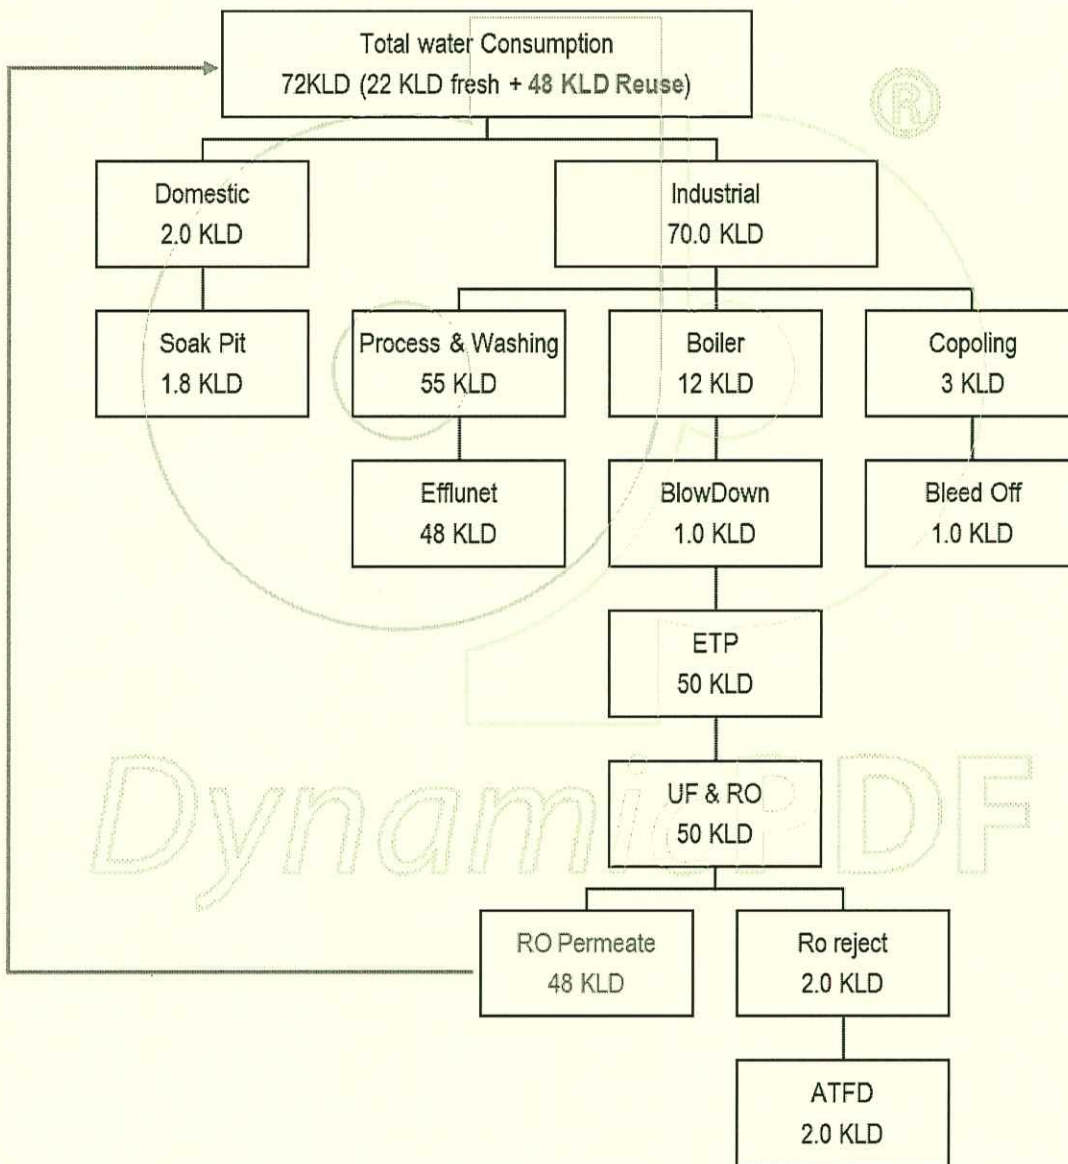 Total water Consumption
72KLD (22 KLD fresh + 48 KLD Reuse)
®
Domestic
2.0 KLD
Industrial
70.0 KLD
Soak Pit
1.8 KLD
Process & Washing
55 KLD
Boiler
12 KLD
Copoling
3 KLD
Efflunet
48 KLD
BlowDown
1.0 KLD
Bleed Off
1.0 KLD
ETP
50 KLD
UF & RO
50 KLD
DynamicPDF
RO Permeate
48 KLD
Ro reject
2.0 KLD
ATFD
2.0 KLD